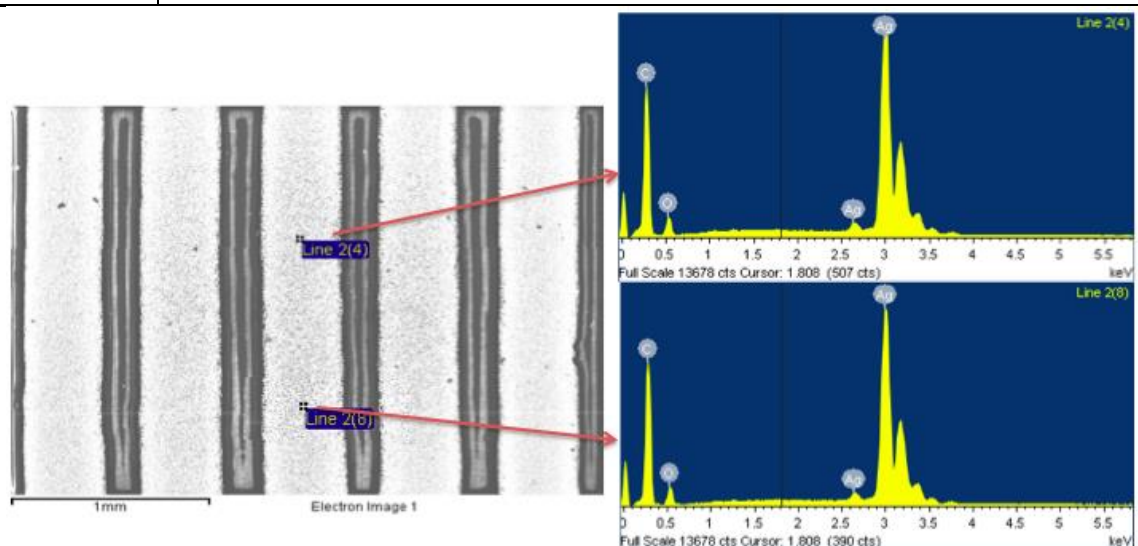 Line 2(4)
Line 2(8)
1mm
Electron Image 1
Line 2(4)
Ag
C
O
Ag
0 0.5 1 1.5 2 2.5 3 3.5 4 4.5 5 5.5
Full Scale 13678 cts Cursor: 1.808 (507 cts) keV
Line 2(8)
Ag
C
O
Ag
0 0.5 1 1.5 2 2.5 3 3.5 4 4.5 5 5.5
Full Scale 13678 cts Cursor: 1.808 (390 cts) keV